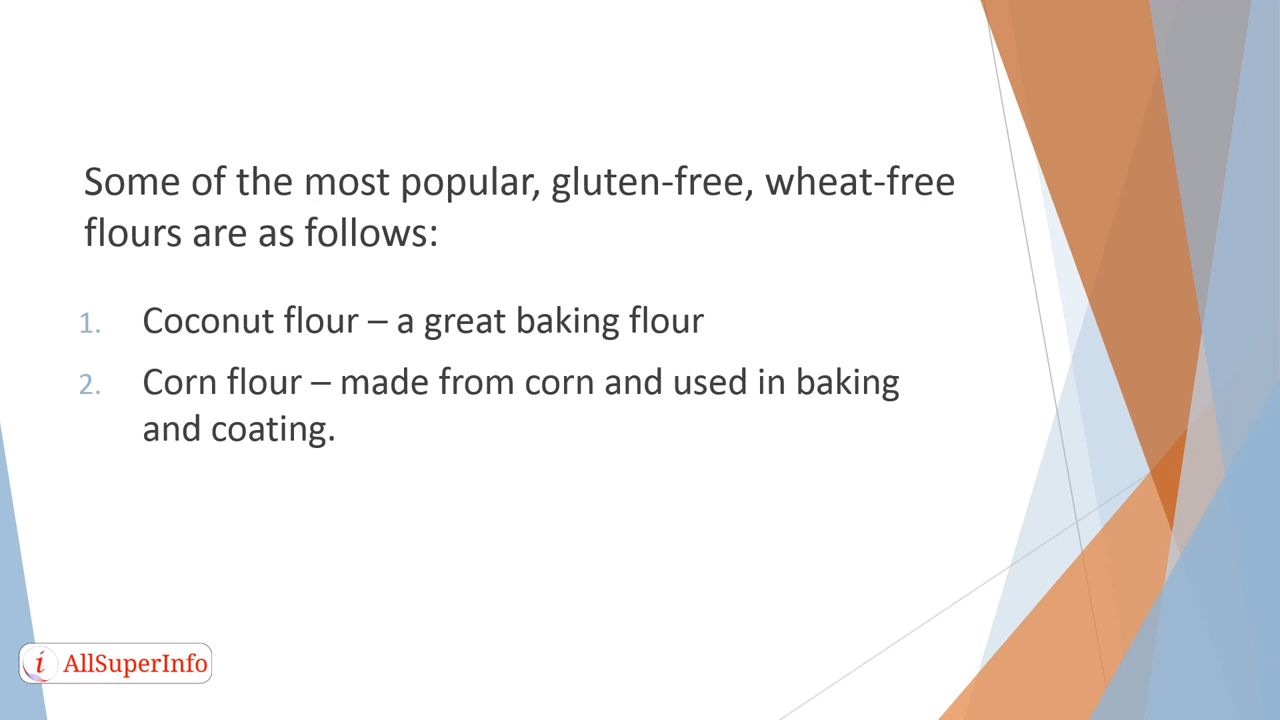 Some of the most popular, gluten-free, wheat-free
flours are as follows:
1. Coconut flour – a great baking flour
2. Corn flour – made from corn and used in baking
and coating.
i AllSuperInfo